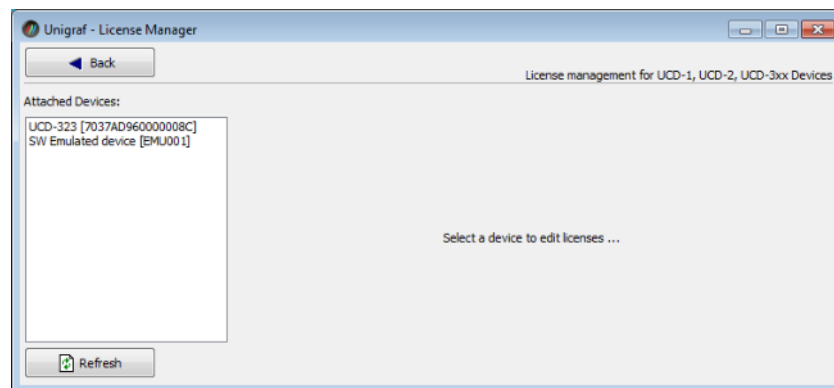 Unigraf - License Manager
Back
License management for UCD-1, UCD-2, UCD-3xx Devices
Attached Devices:
UCD-323 [7037AD960000008C]
SW Emulated device [EMU001]
Select a device to edit licenses ...
Refresh